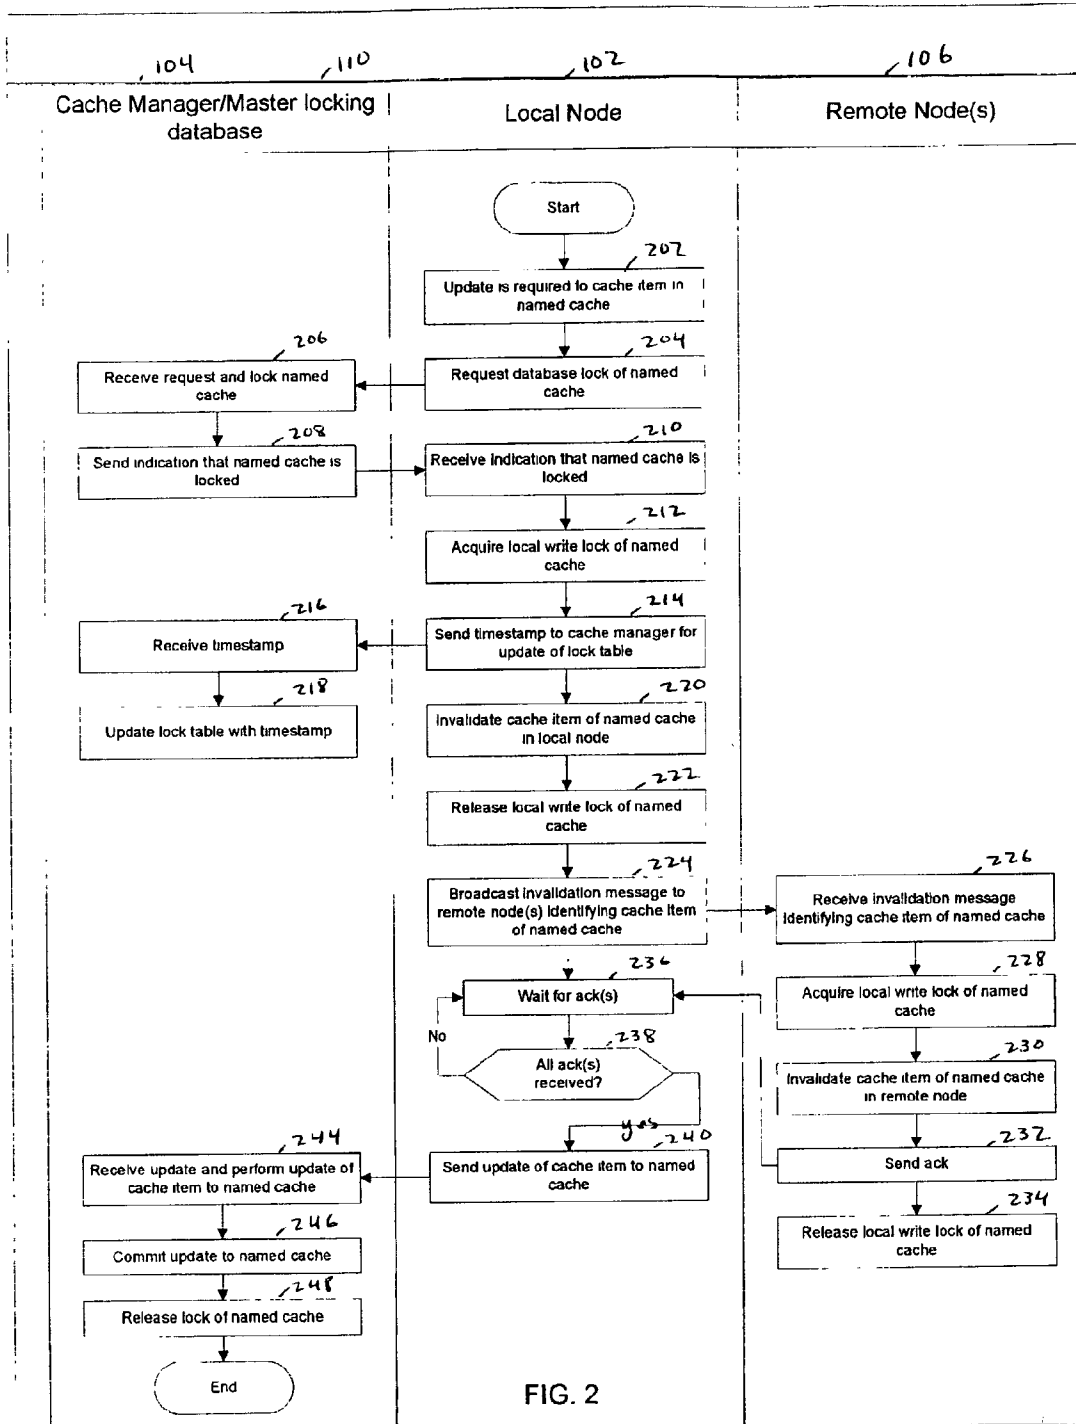 104
110
102
106
Cache Manager/Master locking
database
Local Node
Remote Node(s)
Start
202
Update is required to cache item in
named cache
206
204
Receive request and lock named
cache
Request database lock of named
cache
208
210
Send indication that named cache is
locked
Receive indication that named cache is
locked
212
Acquire local write lock of named
cache
216
214
Receive timestamp
Send timestamp to cache manager for
update of lock table
218
220
Update lock table with timestamp
Invalidate cache item of named cache
in local node
222
Release local write lock of named
cache
224
226
Broadcast invalidation message to
remote node(s) identifying cache item
of named cache
Receive invalidation message
identifying cache item of named cache
236
228
Wait for ack(s)
Acquire local write lock of named
cache
No
238
230
All ack(s)
received?
Invalidate cache item of named cache
in remote node
yes
244
240
232
Receive update and perform update of
cache item to named cache
Send update of cache item to named
cache
Send ack
246
234
Commit update to named cache
Release local write lock of named
cache
248
Release lock of named cache
End
FIG. 2